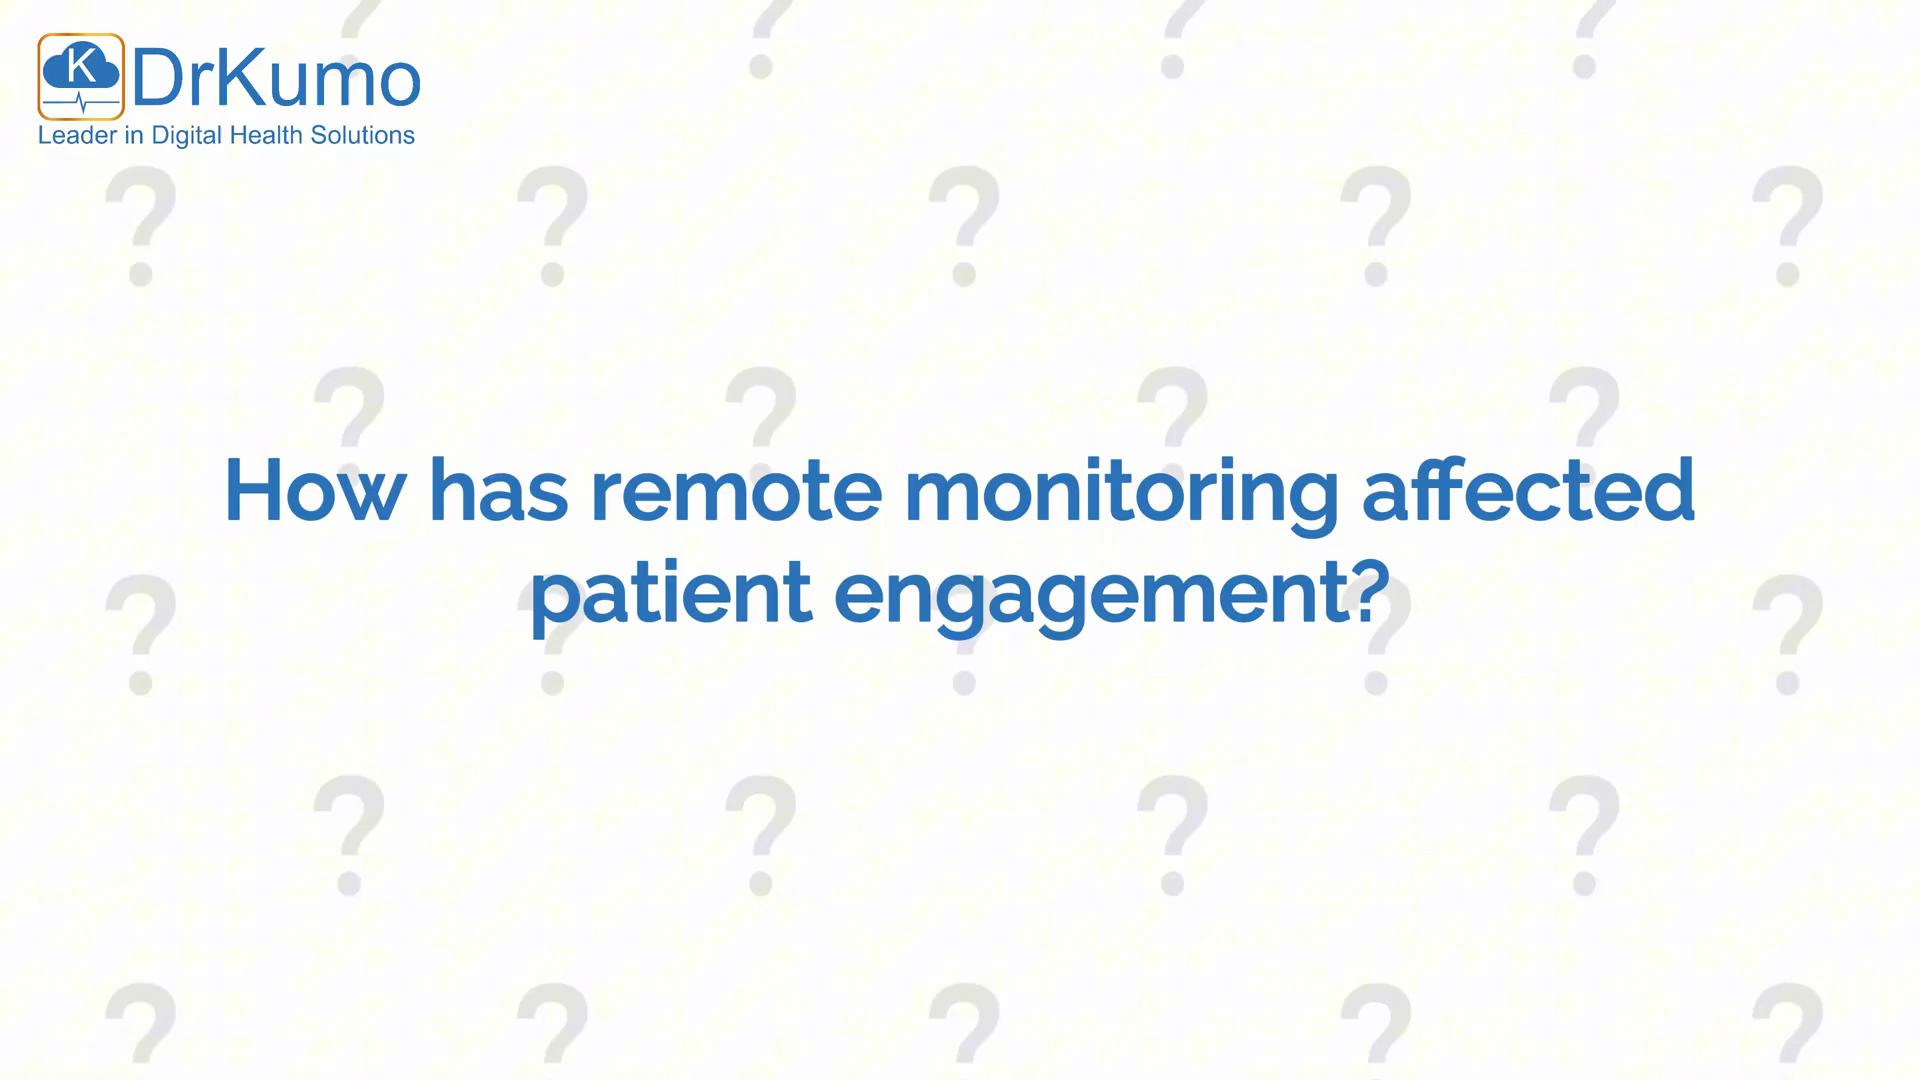 K
DrKumo
Leader in Digital Health Solutions
How has remote monitoring affected
patient engagement?